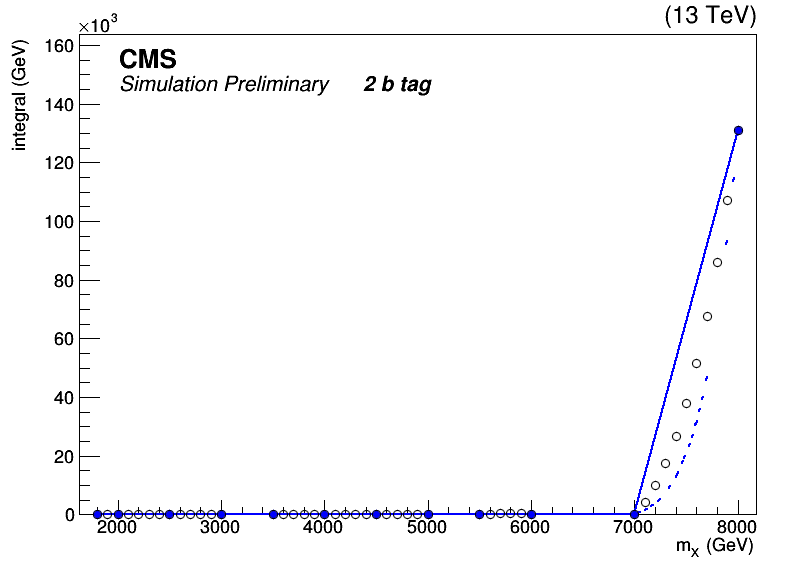 (13 TeV)
×10³
integral (GeV)
CMS
Simulation Preliminary 2 b tag
160
140
120
100
80
60
40
20
0
2000 3000 4000 5000 6000 7000 8000
mX (GeV)